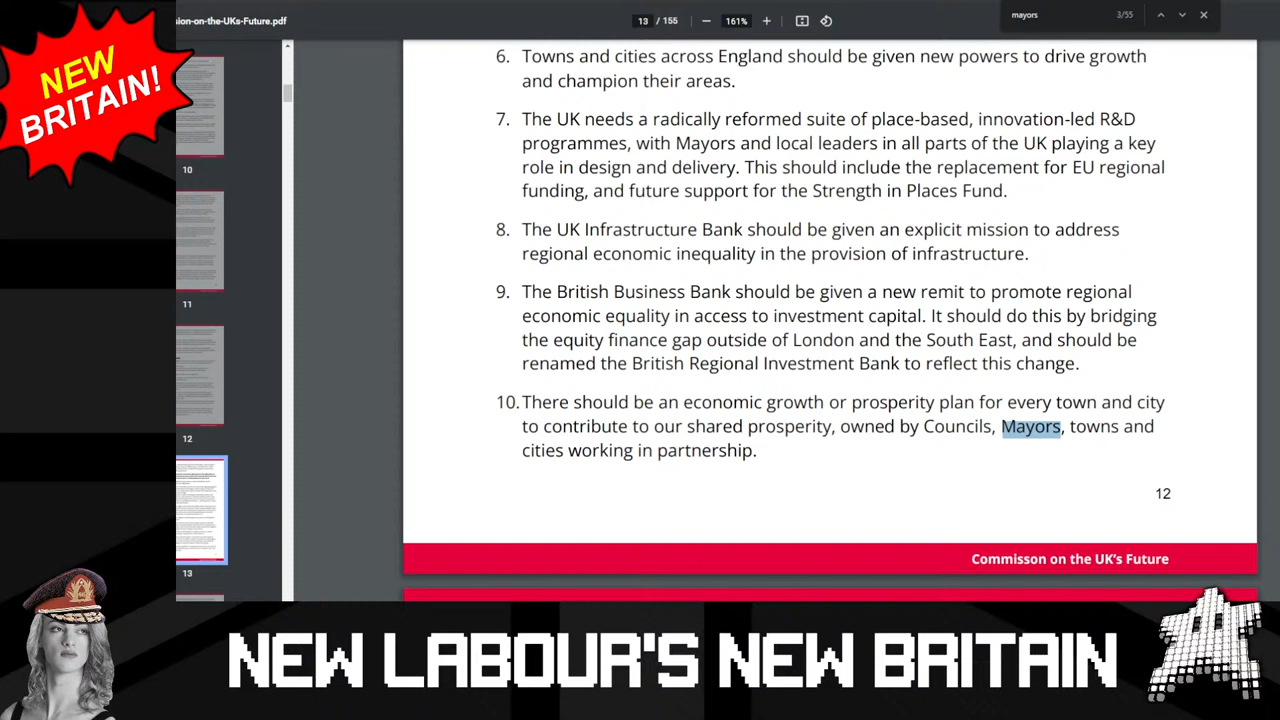 sion-on-the-UKs-Future.pdf
13 / 155
161%
mayors
3/55
NEW
BRITAIN!
10
11
12
13
6. Towns and cities across England should be given new powers to drive growth
and champion their areas.
7. The UK needs a radically reformed suite of place-based, innovation-led R&D
programmes, with Mayors and local leaders in all parts of the UK playing a key
role in design and delivery. This should include the replacement for EU regional
funding, and future support for the Strength in Places Fund.
8. The UK Infrastructure Bank should be given an explicit mission to address
regional economic inequality in the provision of infrastructure.
9. The British Business Bank should be given a new remit to promote regional
economic equality in access to investment capital. It should do this by bridging
the equity finance gap outside of London and the South East, and should be
renamed the British Regional Investment Bank to reflect this change.
10. There should be an economic growth or prosperity plan for every town and city
to contribute to our shared prosperity, owned by Councils, Mayors, towns and
cities working in partnership.
12
Commisson on the UK's Future
NEW LABOUR'S NEW BRITAIN